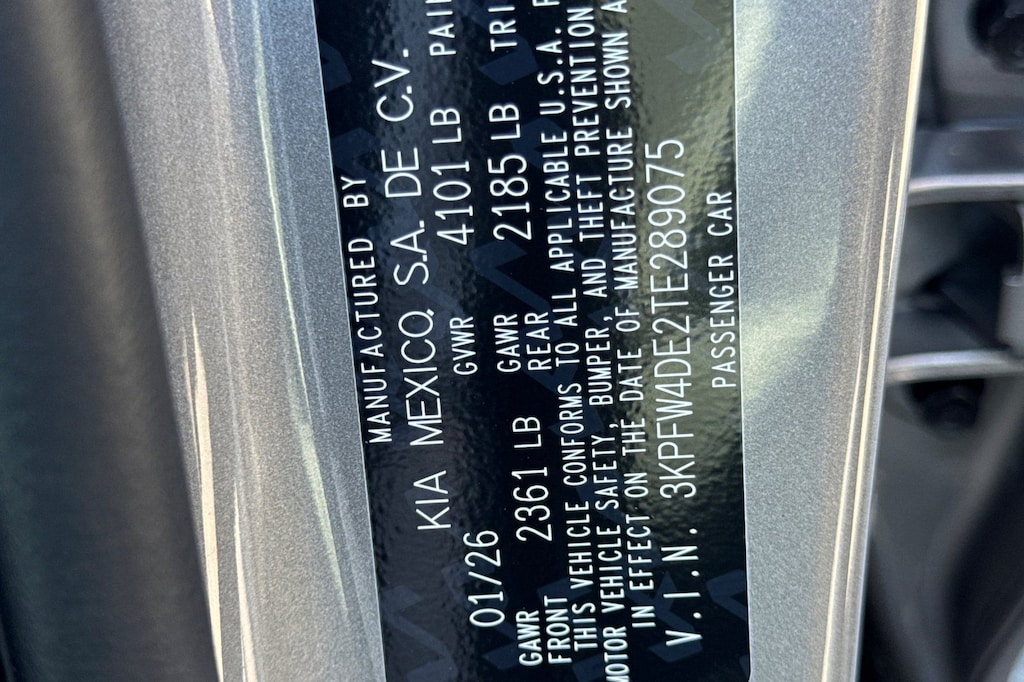 MANUFACTURED BY
KIA MEXICO, S.A. DE C.V.
01/26 GVWR 4101 LB PAI
GAWR FRONT 2361 LB GAWR REAR 2185 LB TRI
THIS VEHICLE CONFORMS TO ALL APPLICABLE U.S.A. F
MOTOR VEHICLE SAFETY, BUMPER, AND THEFT PREVENTION
IN EFFECT ON THE DATE OF MANUFACTURE SHOWN A
V.I.N. 3KPFW4DE2TE289075
PASSENGER CAR